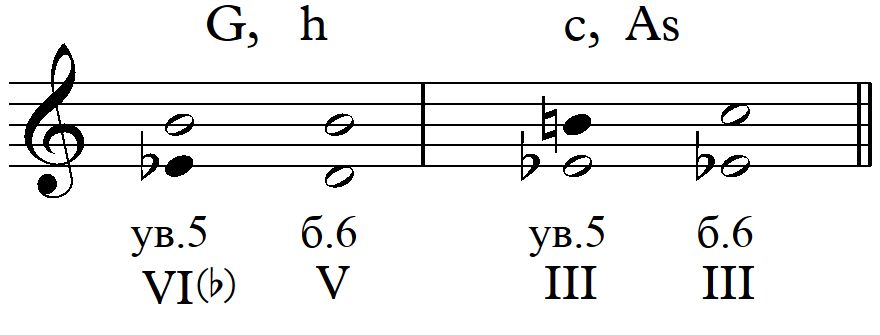 G, h c, As
ув.5 б.6 ув.5 б.6
VI(♭) V III III